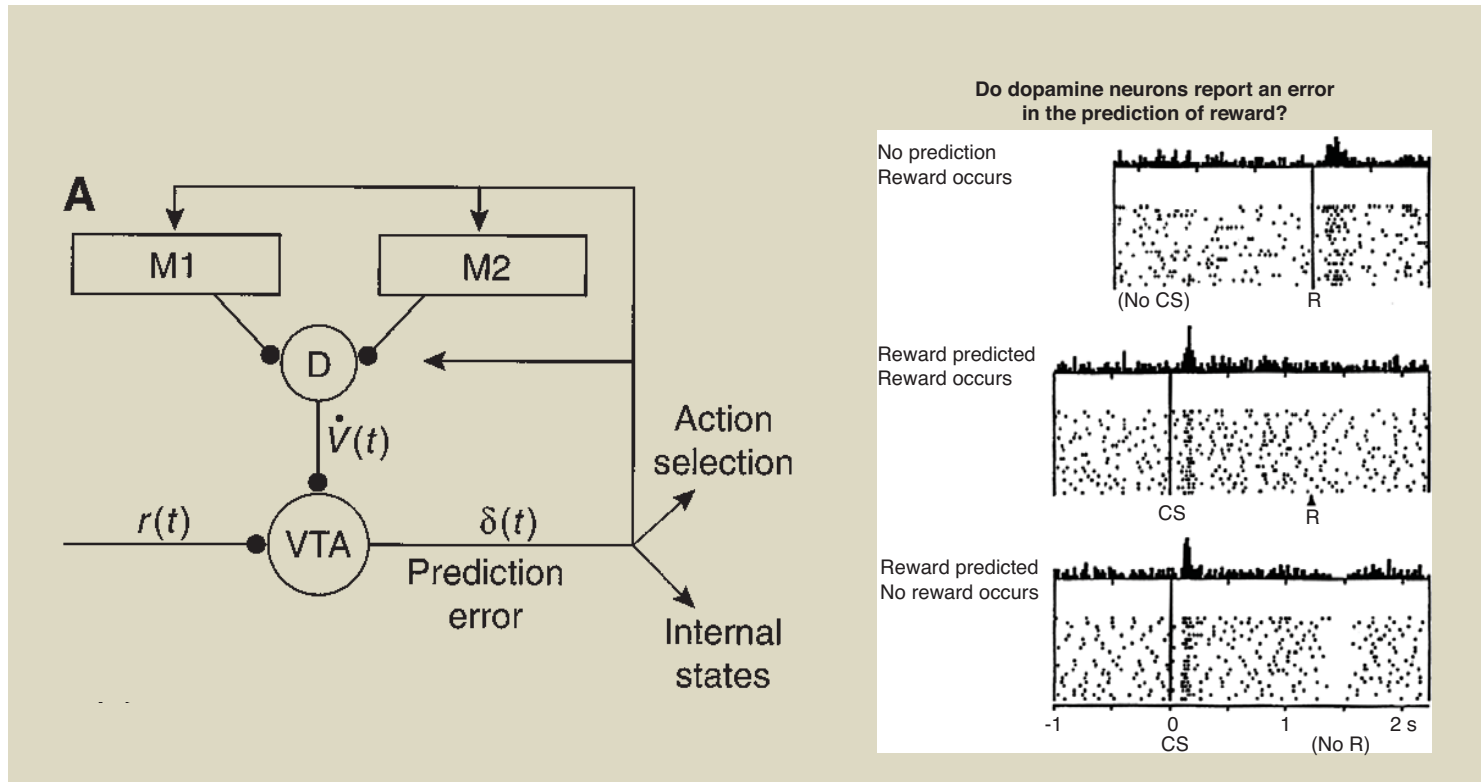 A
M1
M2
D
V̇(t)
r(t)
VTA
δ(t)
Prediction
error
Action
selection
Internal
states
Do dopamine neurons report an error
in the prediction of reward?
No prediction
Reward occurs
(No CS)
R
Reward predicted
Reward occurs
CS
R
Reward predicted
No reward occurs
-1
0
1
2 s
CS
(No R)